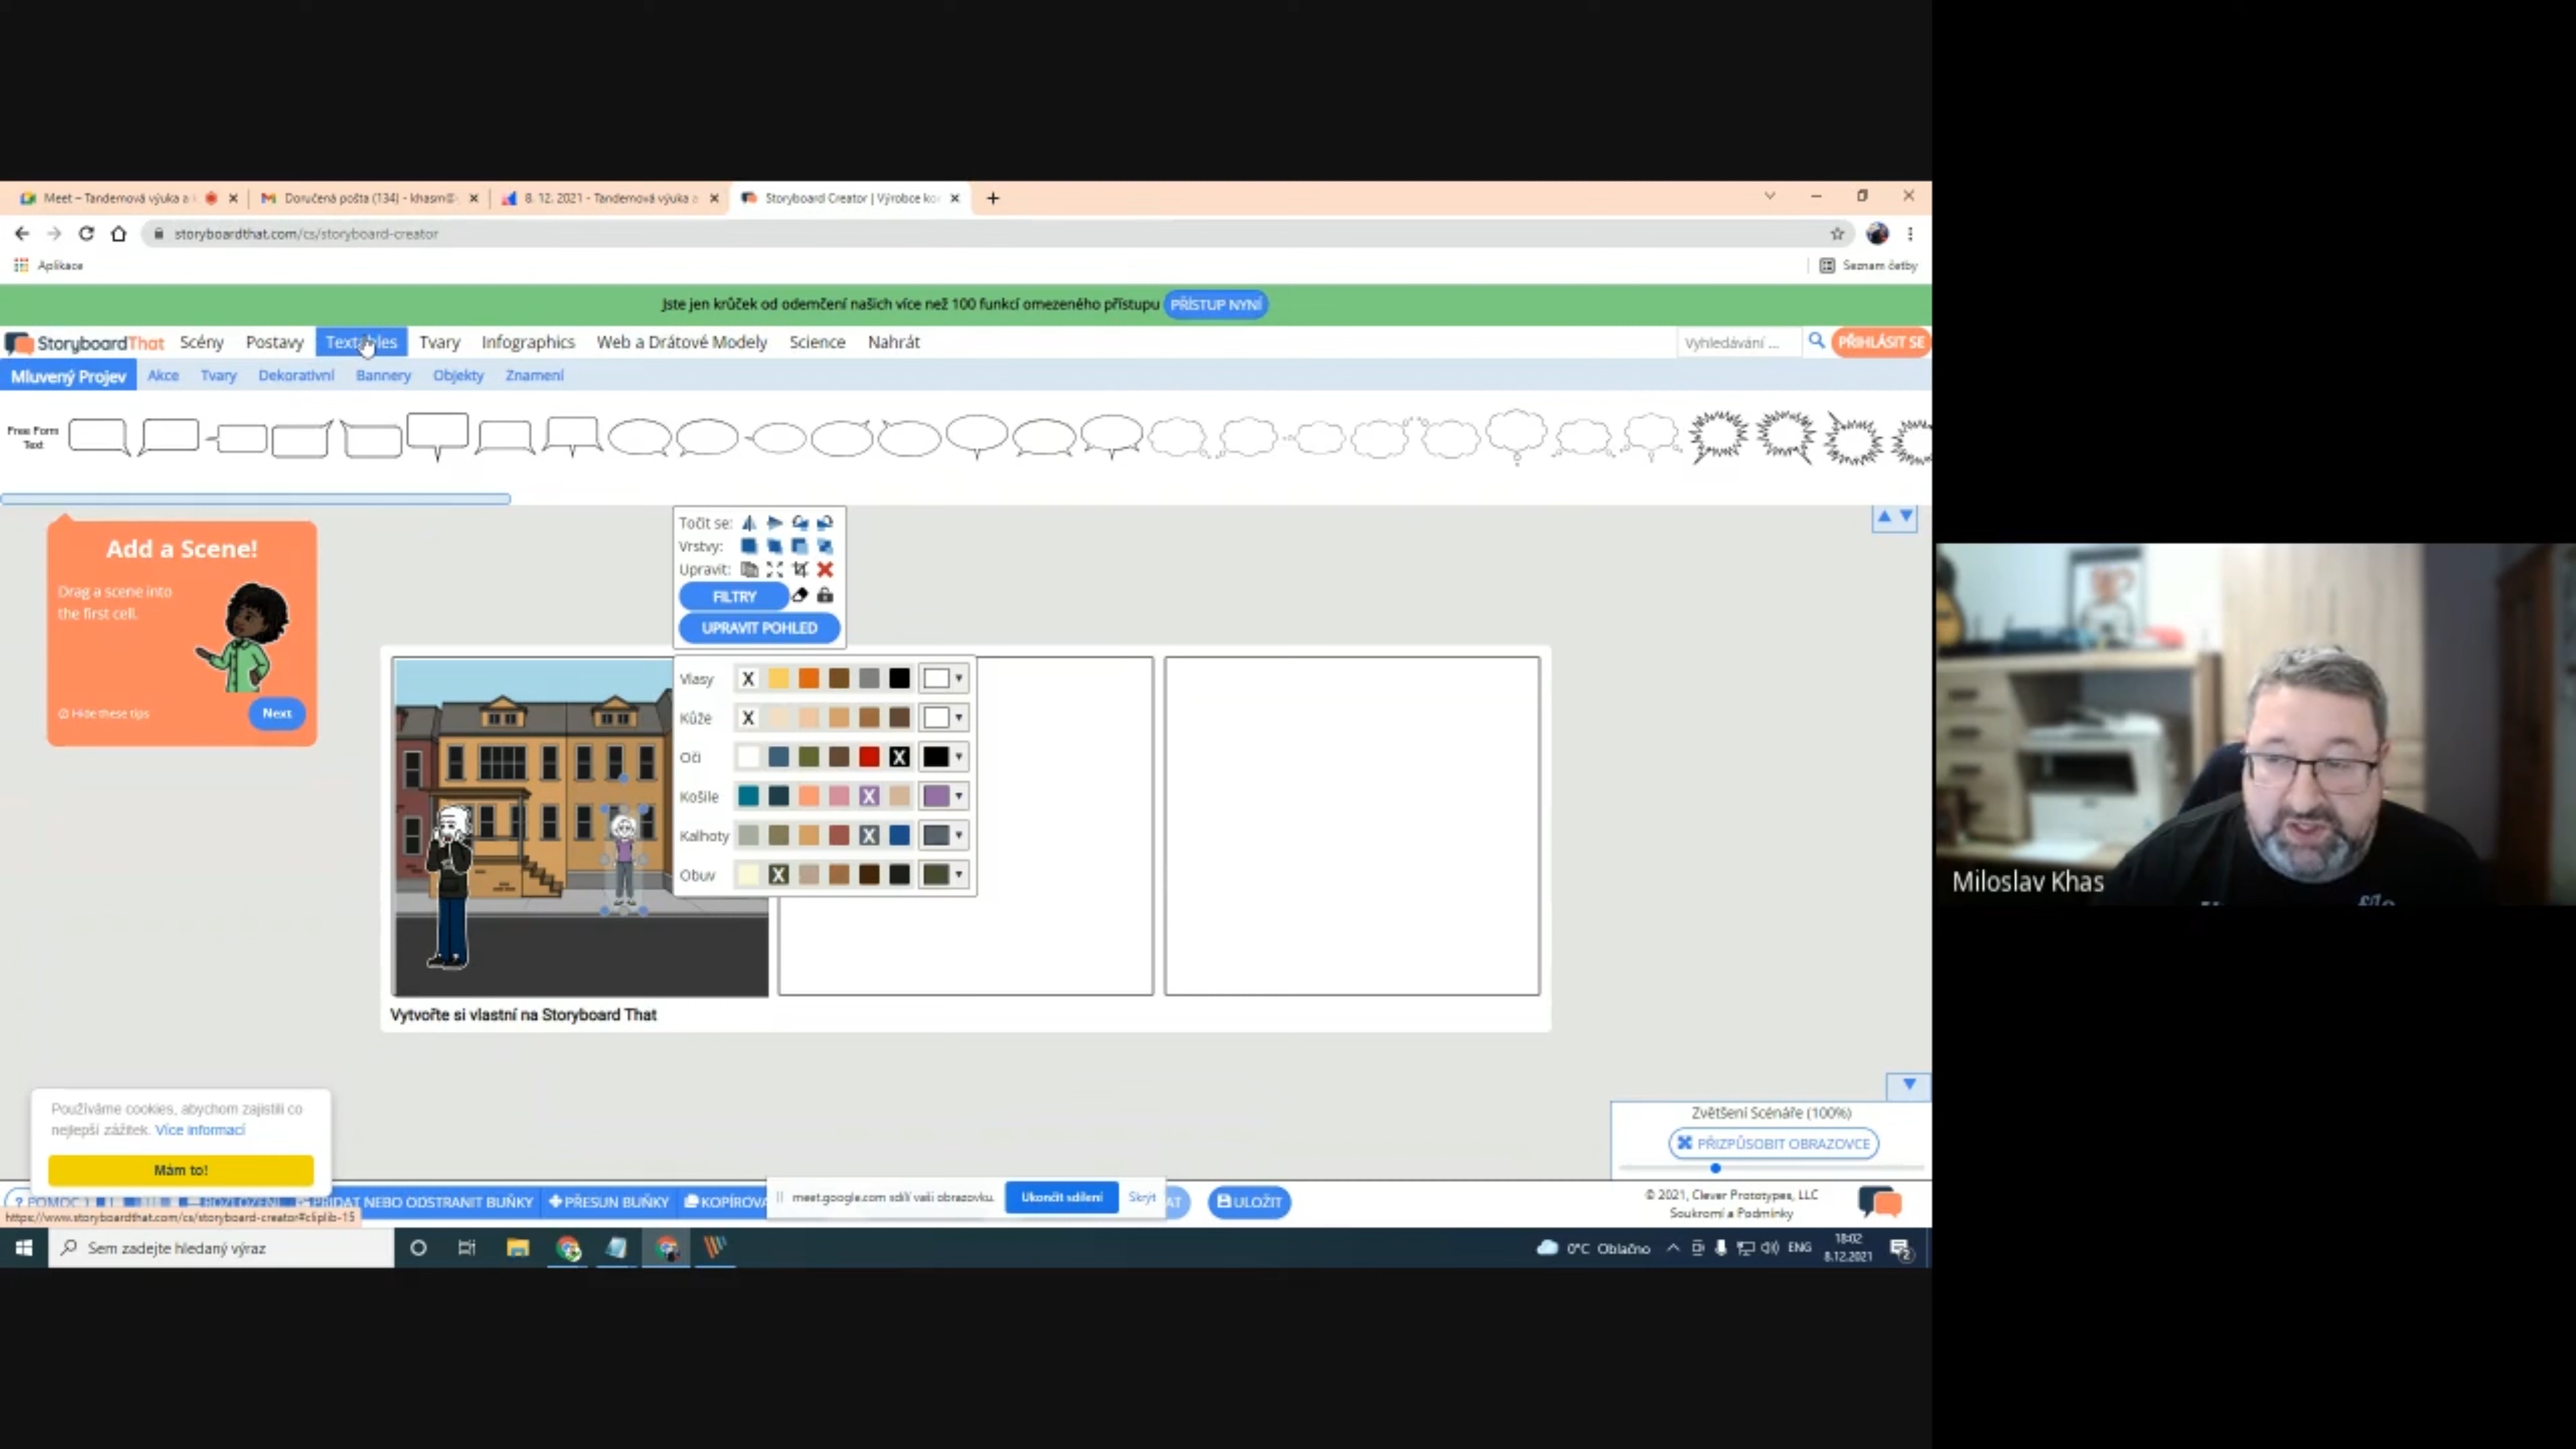 Meet – Tandemová výuka a i
Doručená pošta (134) - khasm@
8. 12. 2021 - Tandemová výuka a
Storyboard Creator | Výrobce ko
storyboardthat.com/cs/storyboard-creator
Aplikace
Seznam četby
Jste jen krůček od odemčení našich více než 100 funkcí omezeného přístupu PŘÍSTUP NYNÍ
StoryboardThat Scény Postavy Textables Tvary Infographics Web a Drátové Modely Science Nahrát Vyhledávání ... PŘIHLÁSIT SE
Mluvený Projev Akce Tvary Dekorativní Bannery Objekty Znamení
Free Form
Text
Add a Scene!
Drag a scene into
the first cell.
Hide these tips
Next
Točit se:
Vrstvy:
Upravit:
FILTRY
UPRAVIT POHLED
Vlasy X
Kůže X
Oči X
Košile X
Kalhoty X
Obuv X
Vytvořte si vlastní na Storyboard That
Miloslav Khas
Používáme cookies, abychom zajistili co
nejlepší zážitek. Více informací
Mám to!
Zvětšení Scénáře (100%)
PŘIZPŮSOBIT OBRAZOVCE
? POMOC ROZLOŽENÍ PŘIDAT NEBO ODSTRANIT BUŇKY PŘESUN BUŇKY KOPÍROVA
meet.google.com sdílí vaši obrazovku. Ukončit sdílení Skrýt
AT
ULOŽIT
© 2021, Clever Prototypes, LLC
Soukromí a Podmínky
https://www.storyboardthat.com/cs/storyboard-creator#cliplib-15
Sem zadejte hledaný výraz
0°C Oblačno
ENG
18:02
8.12.2021
2